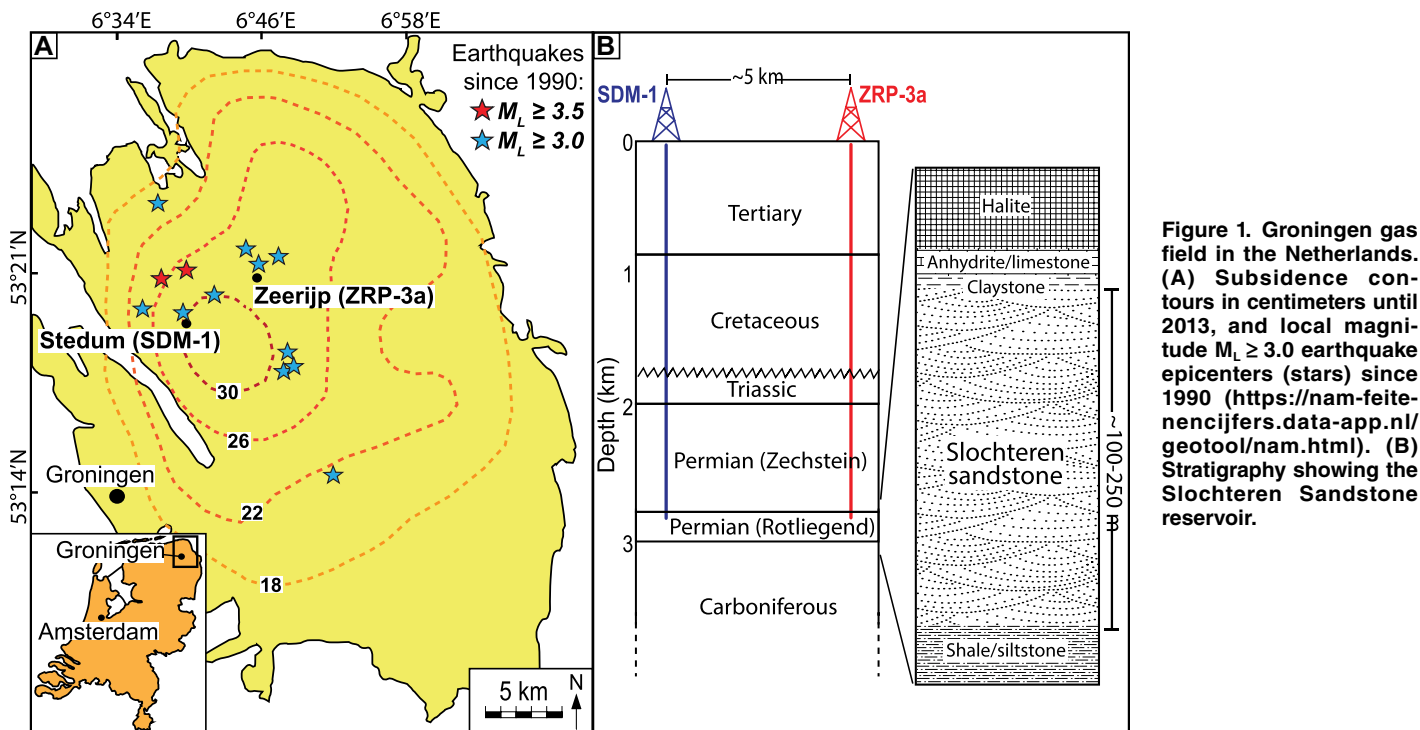 6°34′E
6°46′E
6°58′E
A
Earthquakes
since 1990:
M_L ≥ 3.5
M_L ≥ 3.0
53°21′N
53°14′N
Zeerijp (ZRP-3a)
Stedum (SDM-1)
30
26
22
18
Groningen
Groningen
Amsterdam
5 km
N
B
~5 km
SDM-1
ZRP-3a
Depth (km)
0
1
2
3
Tertiary
Cretaceous
Triassic
Permian (Zechstein)
Permian (Rotliegend)
Carboniferous
Halite
Anhydrite/limestone
Claystone
Slochteren
sandstone
Shale/siltstone
~100-250 m
Figure 1. Groningen gas
field in the Netherlands.
(A) Subsidence con-
tours in centimeters until
2013, and local magni-
tude M_L ≥ 3.0 earthquake
epicenters (stars) since
1990 (https://nam-feite-
nencijfers.data-app.nl/
geotool/nam.html). (B)
Stratigraphy showing the
Slochteren Sandstone
reservoir.